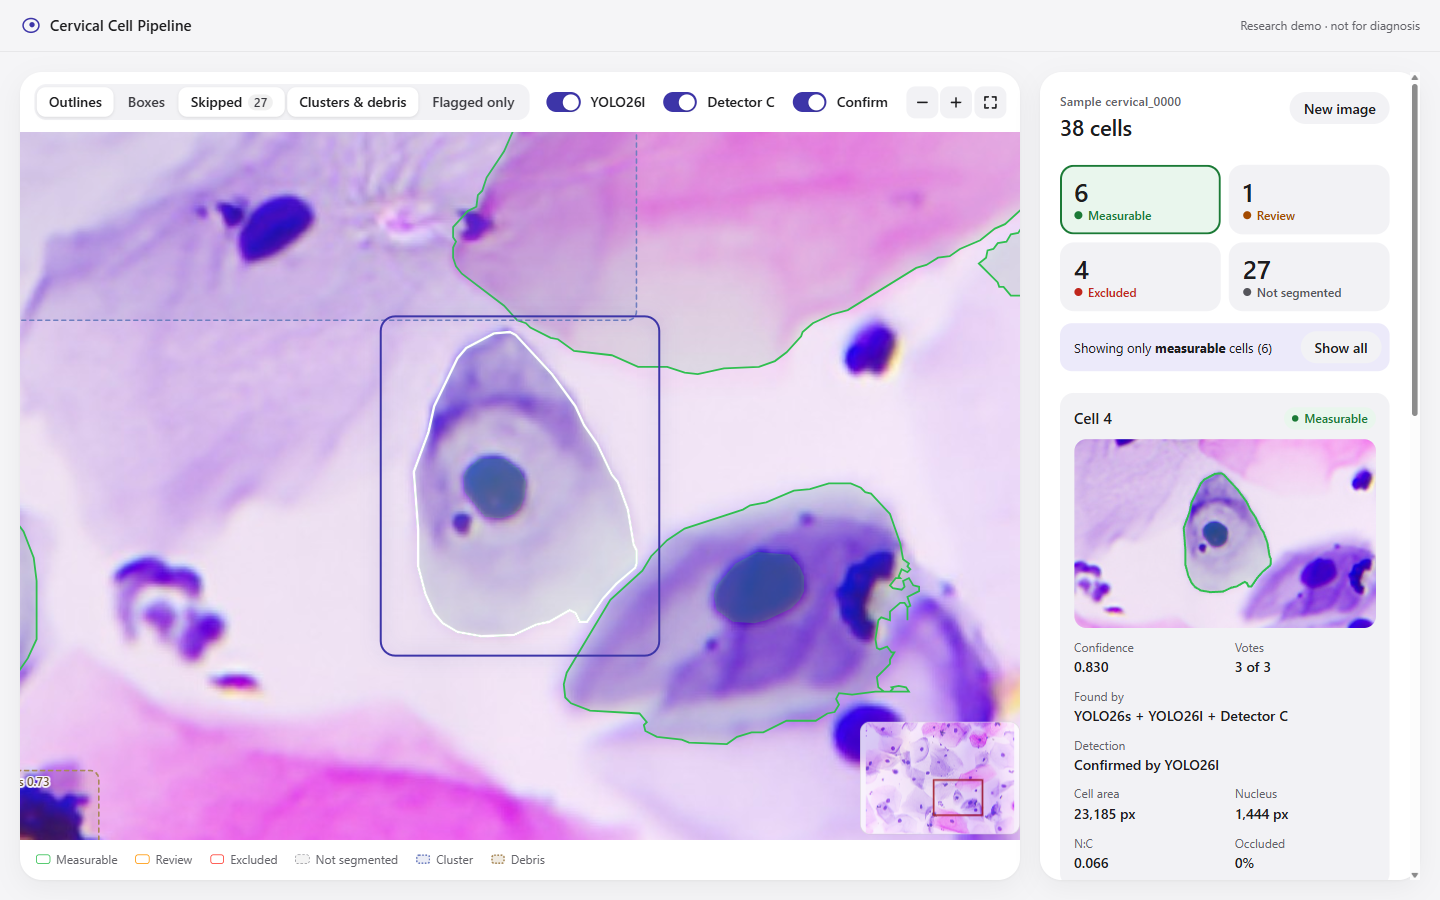 Cervical Cell Pipeline
Research demo · not for diagnosis
Outlines
Boxes
Skipped 27
Clusters & debris
Flagged only
YOLO26l
Detector C
Confirm
s 0.73
Measurable
Review
Excluded
Not segmented
Cluster
Debris
Sample cervical_0000
38 cells
New image
6
Measurable
1
Review
4
Excluded
27
Not segmented
Showing only measurable cells (6)
Show all
Cell 4
Measurable
Confidence
0.830
Votes
3 of 3
Found by
YOLO26s + YOLO26l + Detector C
Detection
Confirmed by YOLO26l
Cell area
23,185 px
Nucleus
1,444 px
N:C
0.066
Occluded
0%